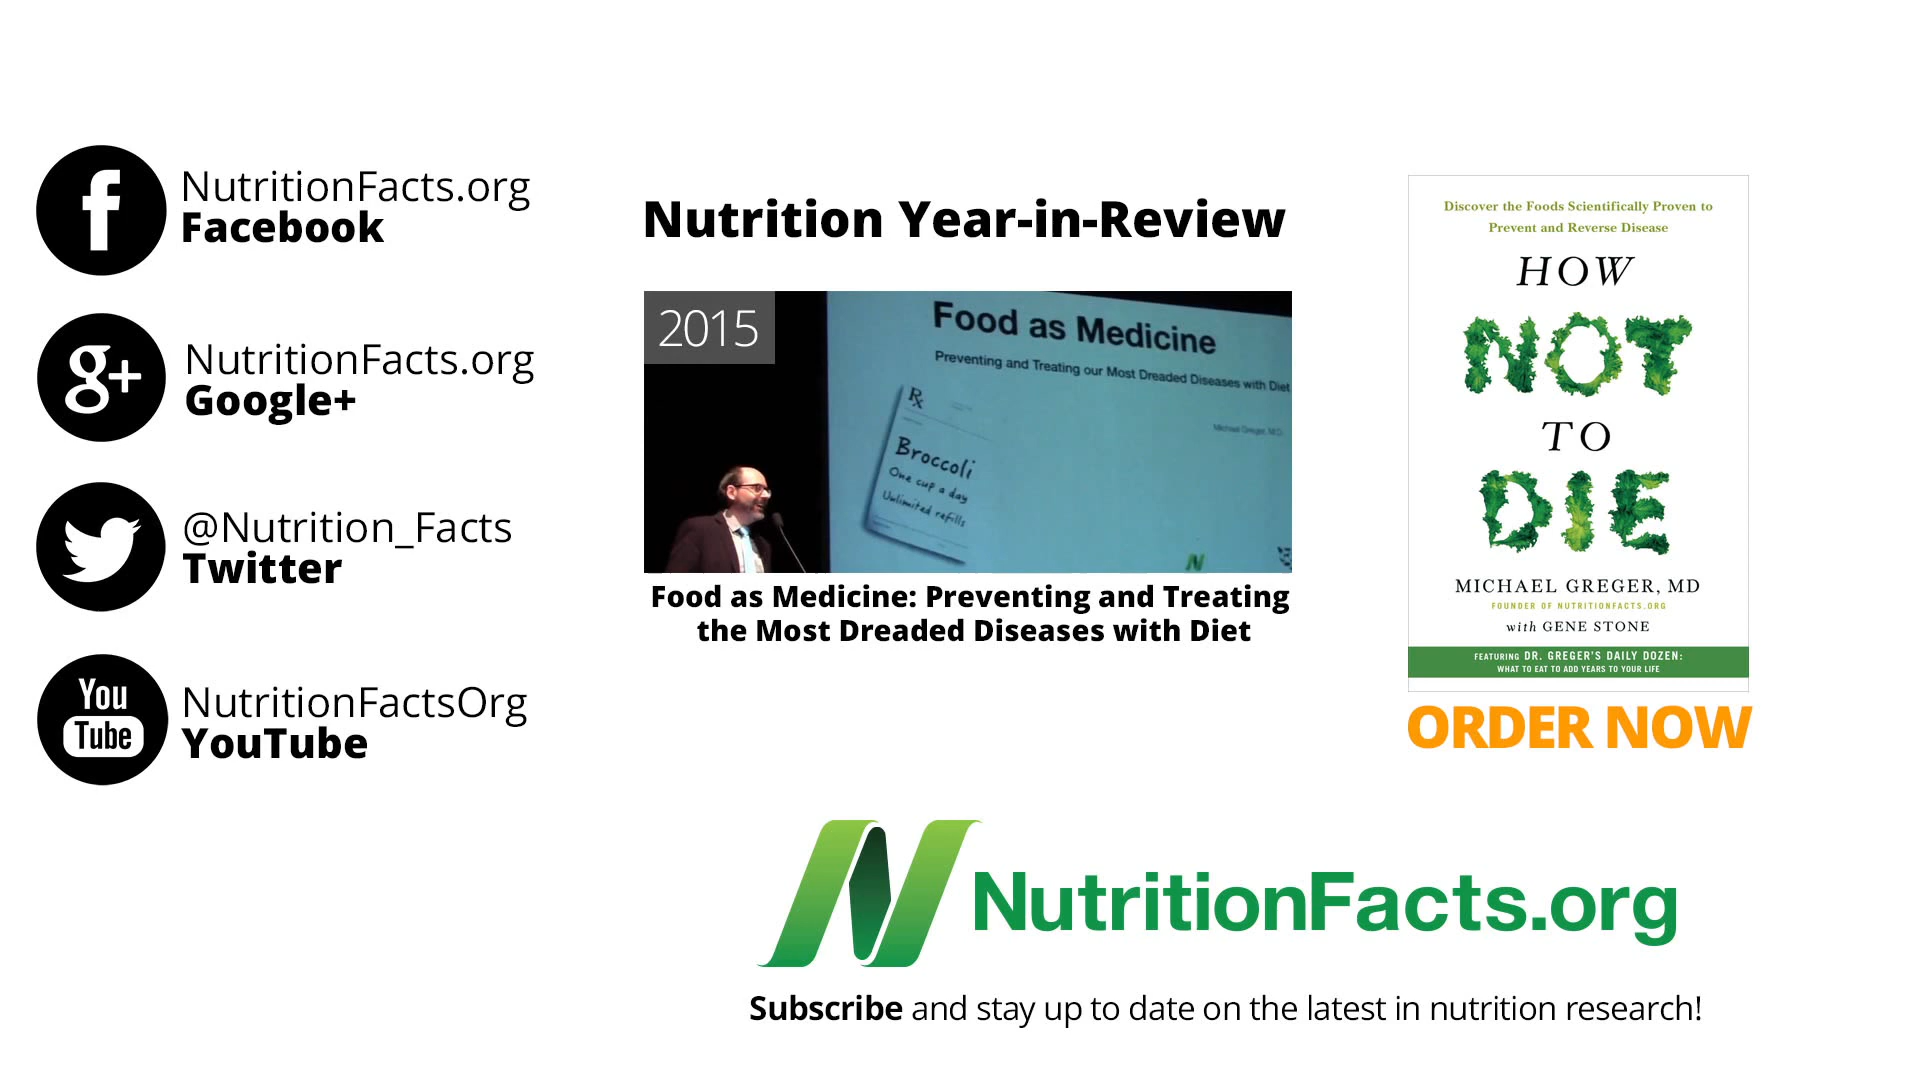 NutritionFacts.org
Facebook
g+
NutritionFacts.org
Google+
@Nutrition_Facts
Twitter
You
Tube
NutritionFactsOrg
YouTube
Nutrition Year-in-Review
2015
Food as Medicine
Preventing and Treating our Most Dreaded Diseases with Diet
Michael Greger, M.D.
Rx
Broccoli
One cup a day
Unlimited refills
Food as Medicine: Preventing and Treating
the Most Dreaded Diseases with Diet
Discover the Foods Scientifically Proven to
Prevent and Reverse Disease
HOW
NOT
TO
DIE
MICHAEL GREGER, MD
FOUNDER OF NUTRITIONFACTS.ORG
with GENE STONE
FEATURING DR. GREGER'S DAILY DOZEN:
WHAT TO EAT TO ADD YEARS TO YOUR LIFE
ORDER NOW
NutritionFacts.org
Subscribe and stay up to date on the latest in nutrition research!